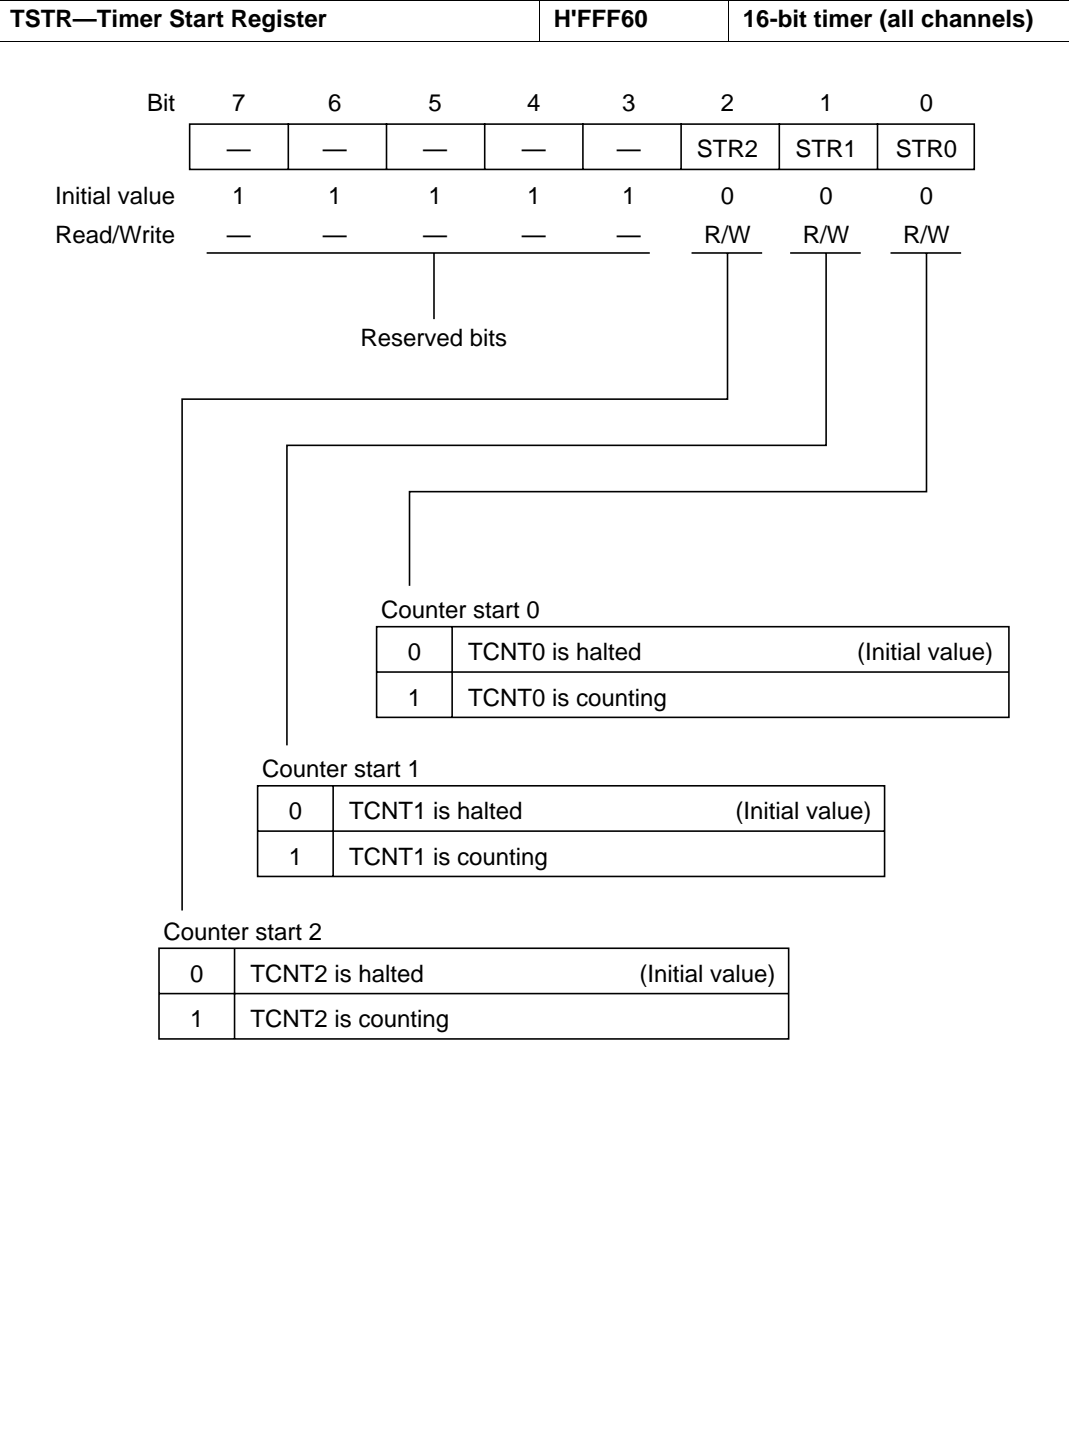 TSTR—Timer Start Register H'FFF60 16-bit timer (all channels)
Bit 7 6 5 4 3 2 1 0
— — — — — STR2 STR1 STR0
Initial value 1 1 1 1 1 0 0 0
Read/Write — — — — — R/W R/W R/W
Reserved bits
Counter start 0
0 TCNT0 is halted (Initial value)
1 TCNT0 is counting
Counter start 1
0 TCNT1 is halted (Initial value)
1 TCNT1 is counting
Counter start 2
0 TCNT2 is halted (Initial value)
1 TCNT2 is counting